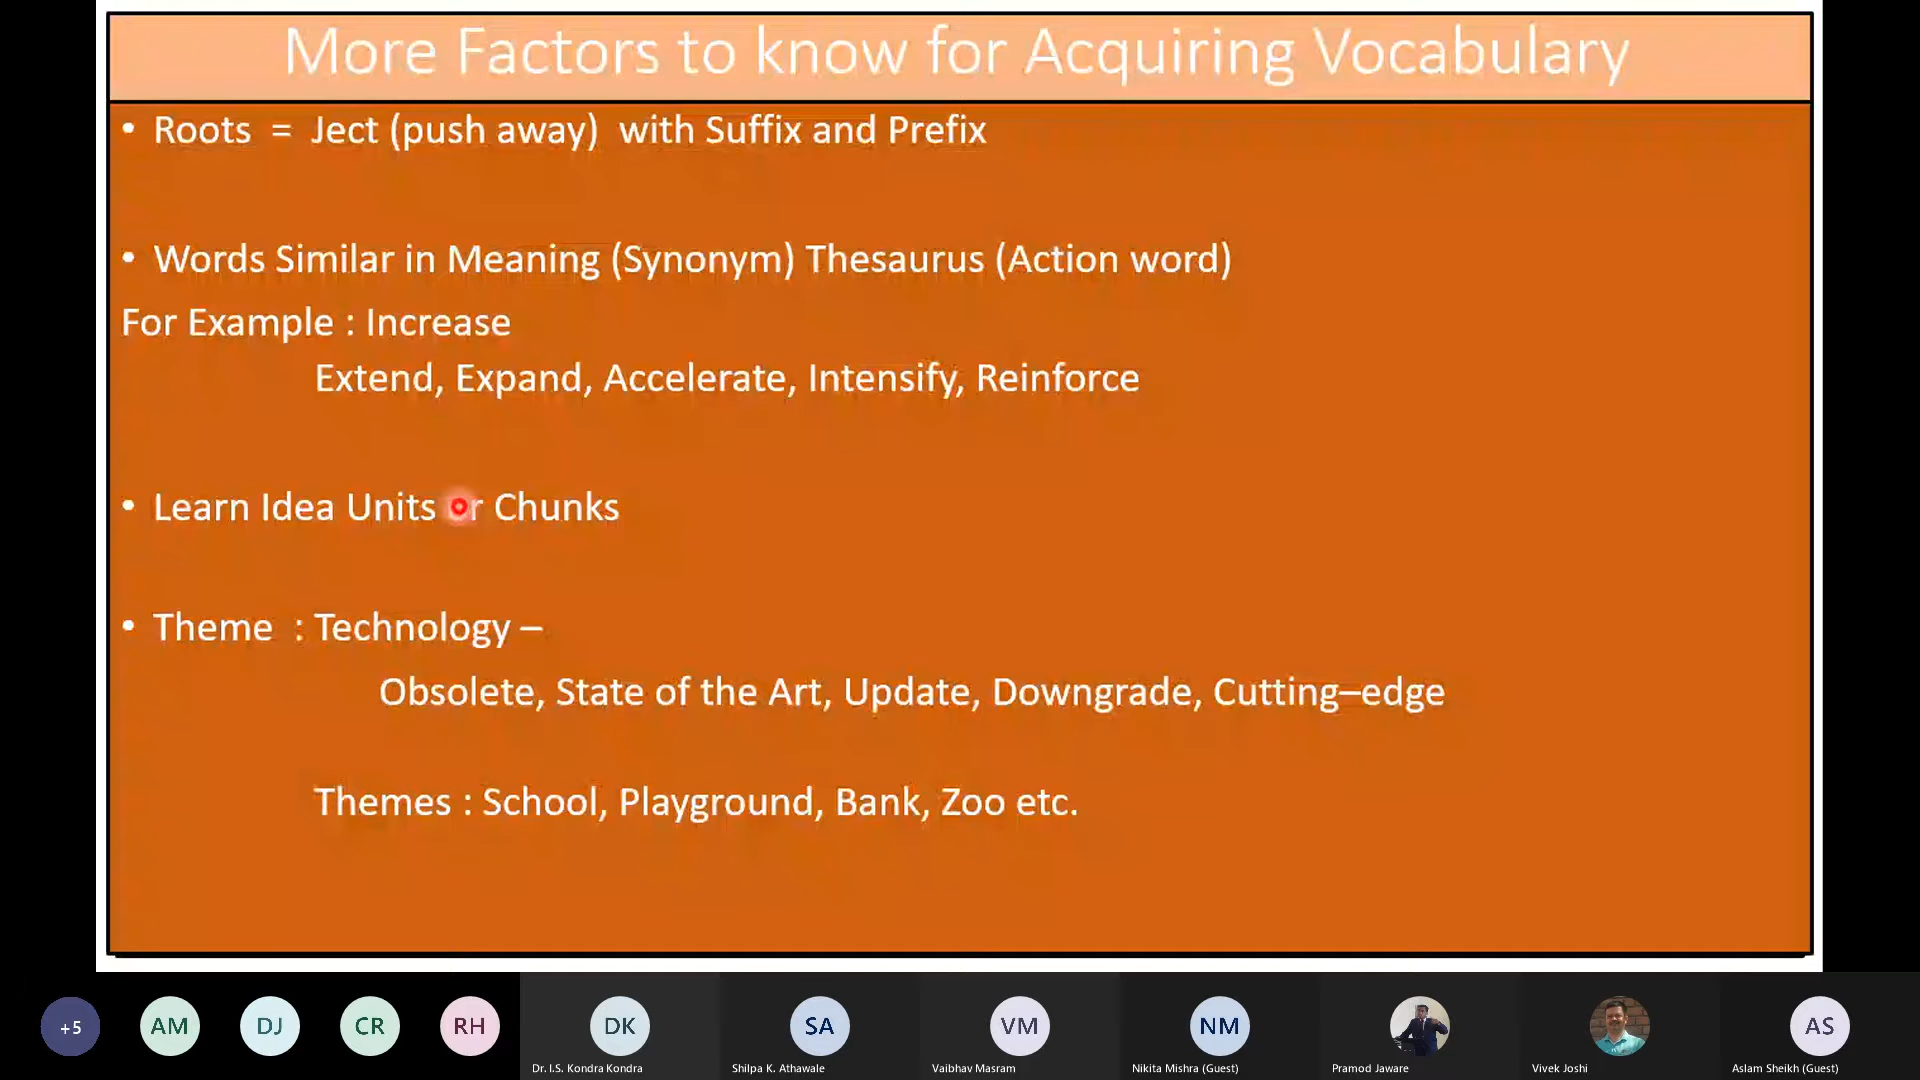 More Factors to know for Acquiring Vocabulary
• Roots = Ject (push away) with Suffix and Prefix
• Words Similar in Meaning (Synonym) Thesaurus (Action word)
For Example : Increase
Extend, Expand, Accelerate, Intensify, Reinforce
• Learn Idea Units or Chunks
• Theme : Technology –
Obsolete, State of the Art, Update, Downgrade, Cutting–edge
Themes : School, Playground, Bank, Zoo etc.
+5 AM DJ CR RH DK SA VM NM AS
Dr. I.S. Kondra Kondra Shilpa K. Athawale Vaibhav Masram Nikita Mishra (Guest) Pramod Jaware Vivek Joshi Aslam Sheikh (Guest)